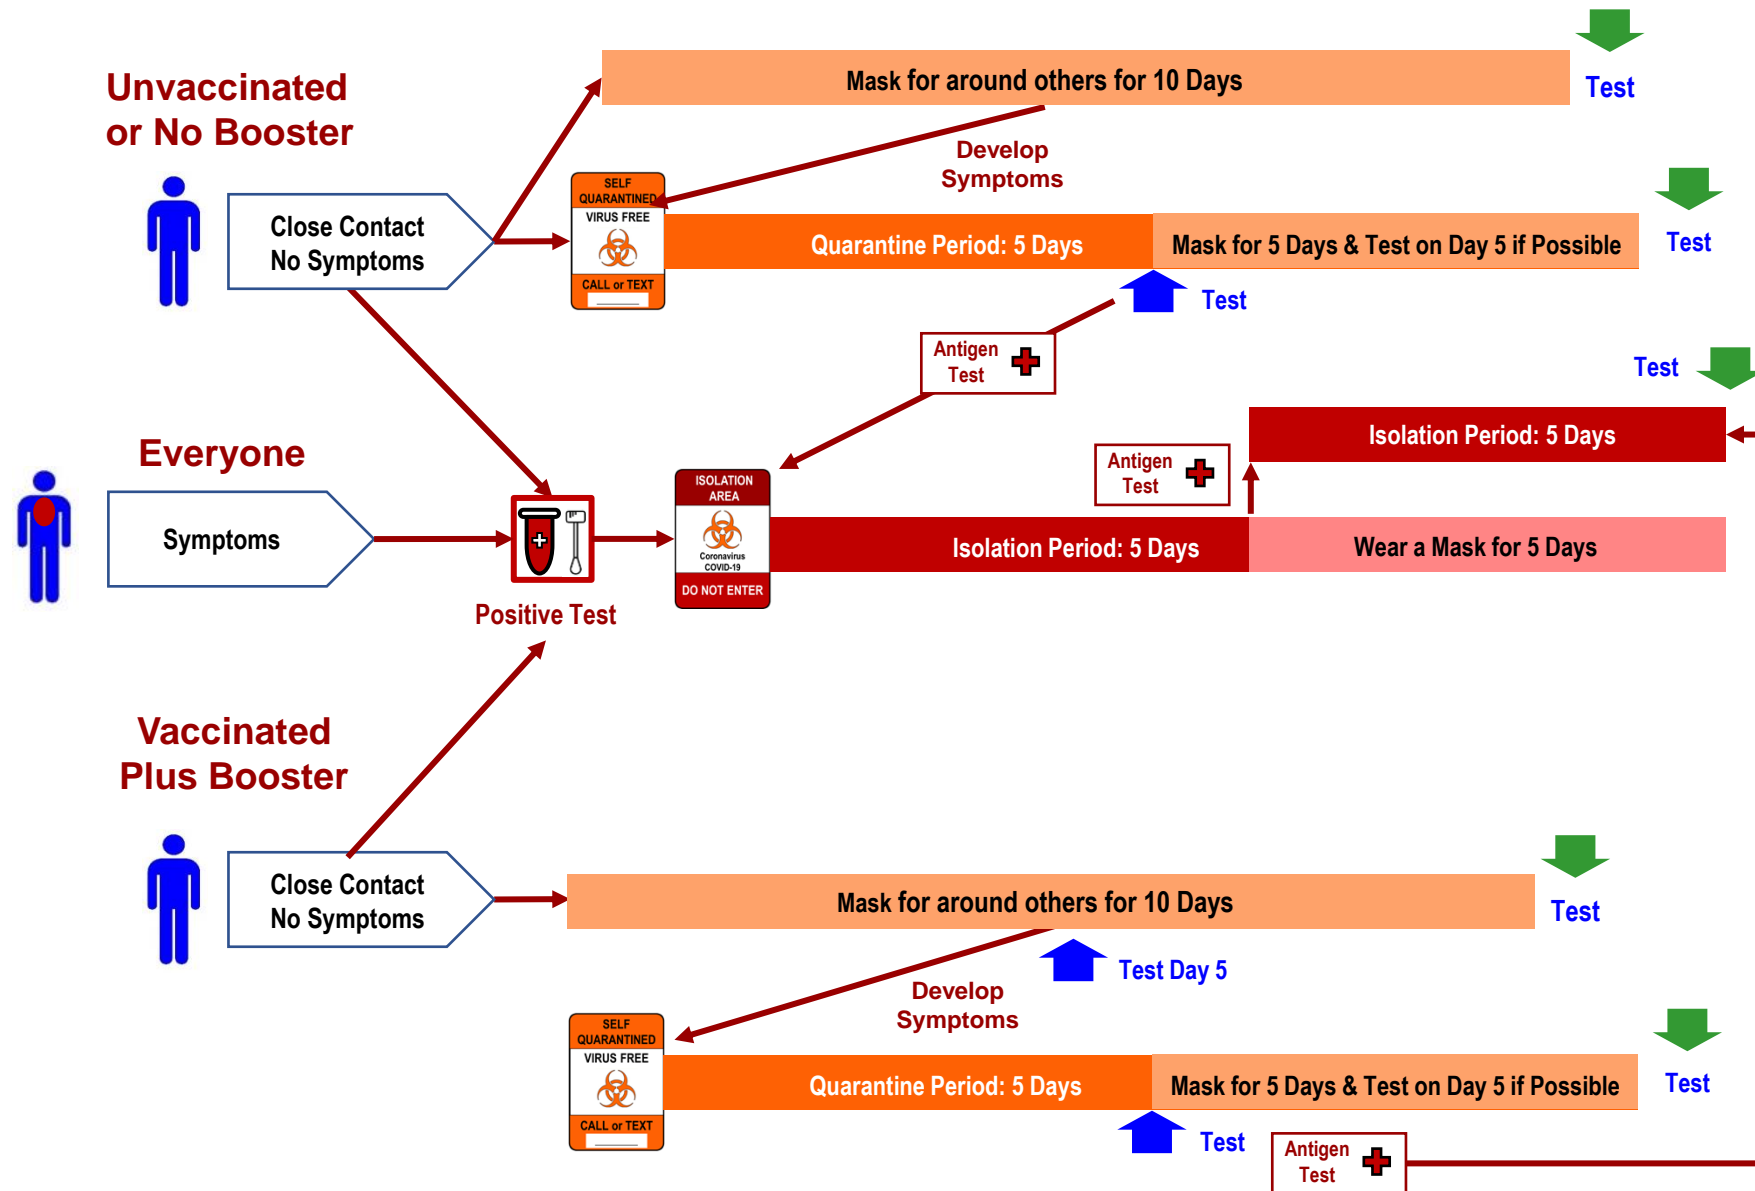 Unvaccinated
or No Booster
Mask for around others for 10 Days
Test
Develop
Symptoms
Close Contact
No Symptoms
SELF
QUARANTINED
VIRUS FREE
CALL or TEXT
Quarantine Period: 5 Days
Mask for 5 Days & Test on Day 5 if Possible
Test
Test
Antigen
Test
Test
Isolation Period: 5 Days
Everyone
Antigen
Test
Symptoms
Positive Test
ISOLATION
AREA
Coronavirus
COVID-19
DO NOT ENTER
Isolation Period: 5 Days
Wear a Mask for 5 Days
Vaccinated
Plus Booster
Close Contact
No Symptoms
Mask for around others for 10 Days
Test
Test Day 5
Develop
Symptoms
SELF
QUARANTINED
VIRUS FREE
CALL or TEXT
Quarantine Period: 5 Days
Mask for 5 Days & Test on Day 5 if Possible
Test
Test
Antigen
Test